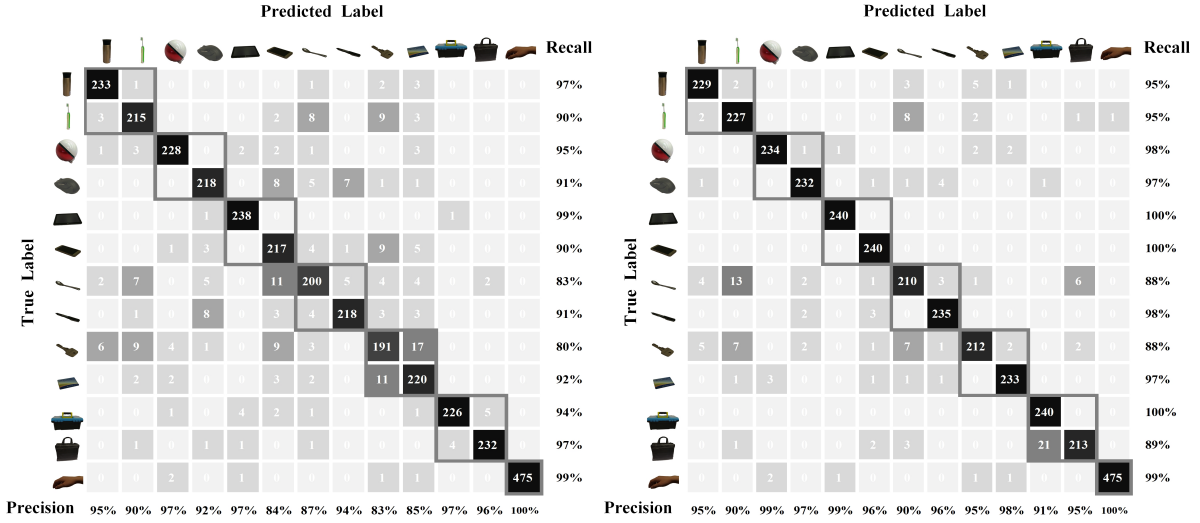 Predicted Label
Recall
True Label
233 1 0 0 0 0 1 0 2 3 0 0 0 97%
3 215 0 0 0 2 8 0 9 3 0 0 0 90%
1 3 228 0 2 2 1 0 0 3 0 0 0 95%
0 0 0 218 0 8 5 7 1 1 0 0 0 91%
0 0 0 1 238 0 0 0 0 0 1 0 0 99%
0 0 1 3 0 217 4 1 9 5 0 0 0 90%
2 7 0 5 0 11 200 5 4 4 0 2 0 83%
0 1 0 8 0 3 4 218 3 3 0 0 0 91%
6 9 4 1 0 9 3 0 191 17 0 0 0 80%
0 2 2 0 0 3 2 0 11 220 0 0 0 92%
0 0 1 0 4 2 1 0 0 1 226 5 0 94%
0 1 0 1 1 0 1 0 0 0 4 232 0 97%
0 0 2 0 0 0 0 0 1 1 0 0 475 99%
Precision 95% 90% 97% 92% 97% 84% 87% 94% 83% 85% 97% 96% 100%
Predicted Label
Recall
True Label
229 2 0 0 0 0 3 0 5 1 0 0 0 95%
2 227 0 0 0 0 8 0 2 0 0 1 1 95%
0 0 234 1 1 0 0 0 2 2 0 0 0 98%
1 0 0 232 0 1 1 4 0 0 1 0 0 97%
0 0 0 0 240 0 0 0 0 0 0 0 0 100%
0 0 0 0 0 240 0 0 0 0 0 0 0 100%
4 13 0 2 0 1 210 3 1 0 0 6 0 88%
0 0 0 2 0 3 0 235 0 0 0 0 0 98%
5 7 0 2 0 1 7 1 212 2 0 2 0 88%
0 1 3 0 0 1 1 1 0 233 0 0 0 97%
0 0 0 0 0 0 0 0 0 0 240 0 0 100%
0 1 0 0 0 2 3 0 0 0 21 213 0 89%
0 0 2 0 1 0 0 0 1 1 0 0 475 99%
Precision 95% 90% 99% 97% 99% 96% 90% 96% 95% 98% 91% 95% 100%